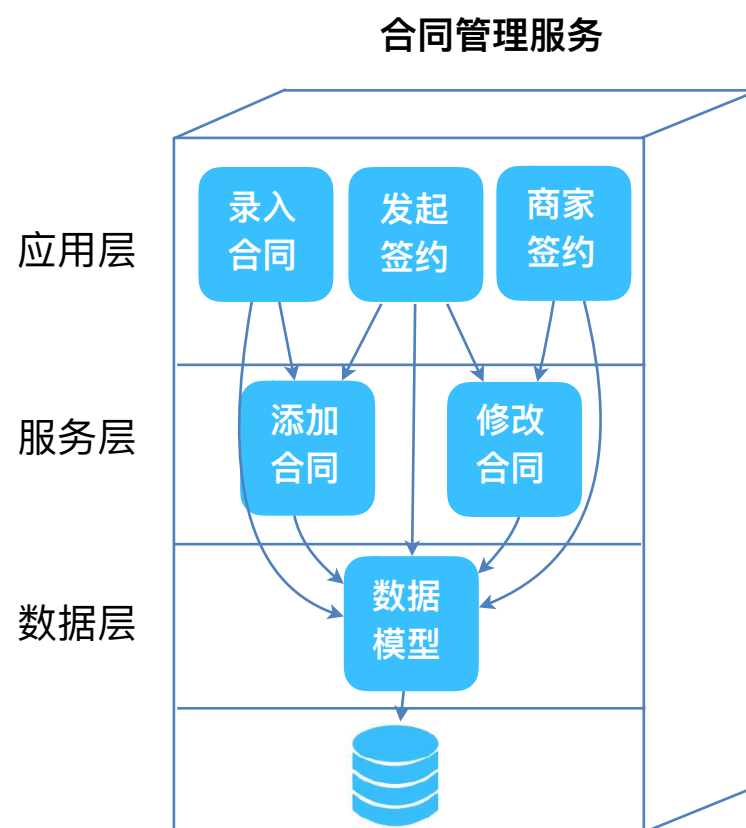 合同管理服务
应用层
录入
合同
发起
签约
商家
签约
服务层
添加
合同
修改
合同
数据层
数据
模型